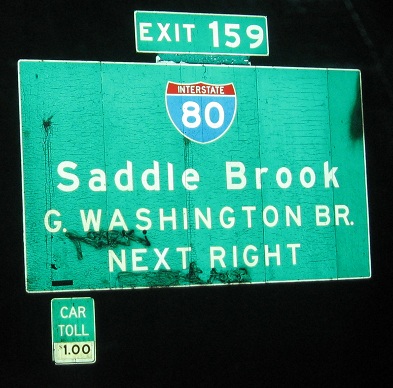 EXIT 159
INTERSTATE
80
Saddle Brook
G. WASHINGTON BR.
NEXT RIGHT
CAR
TOLL
1.00